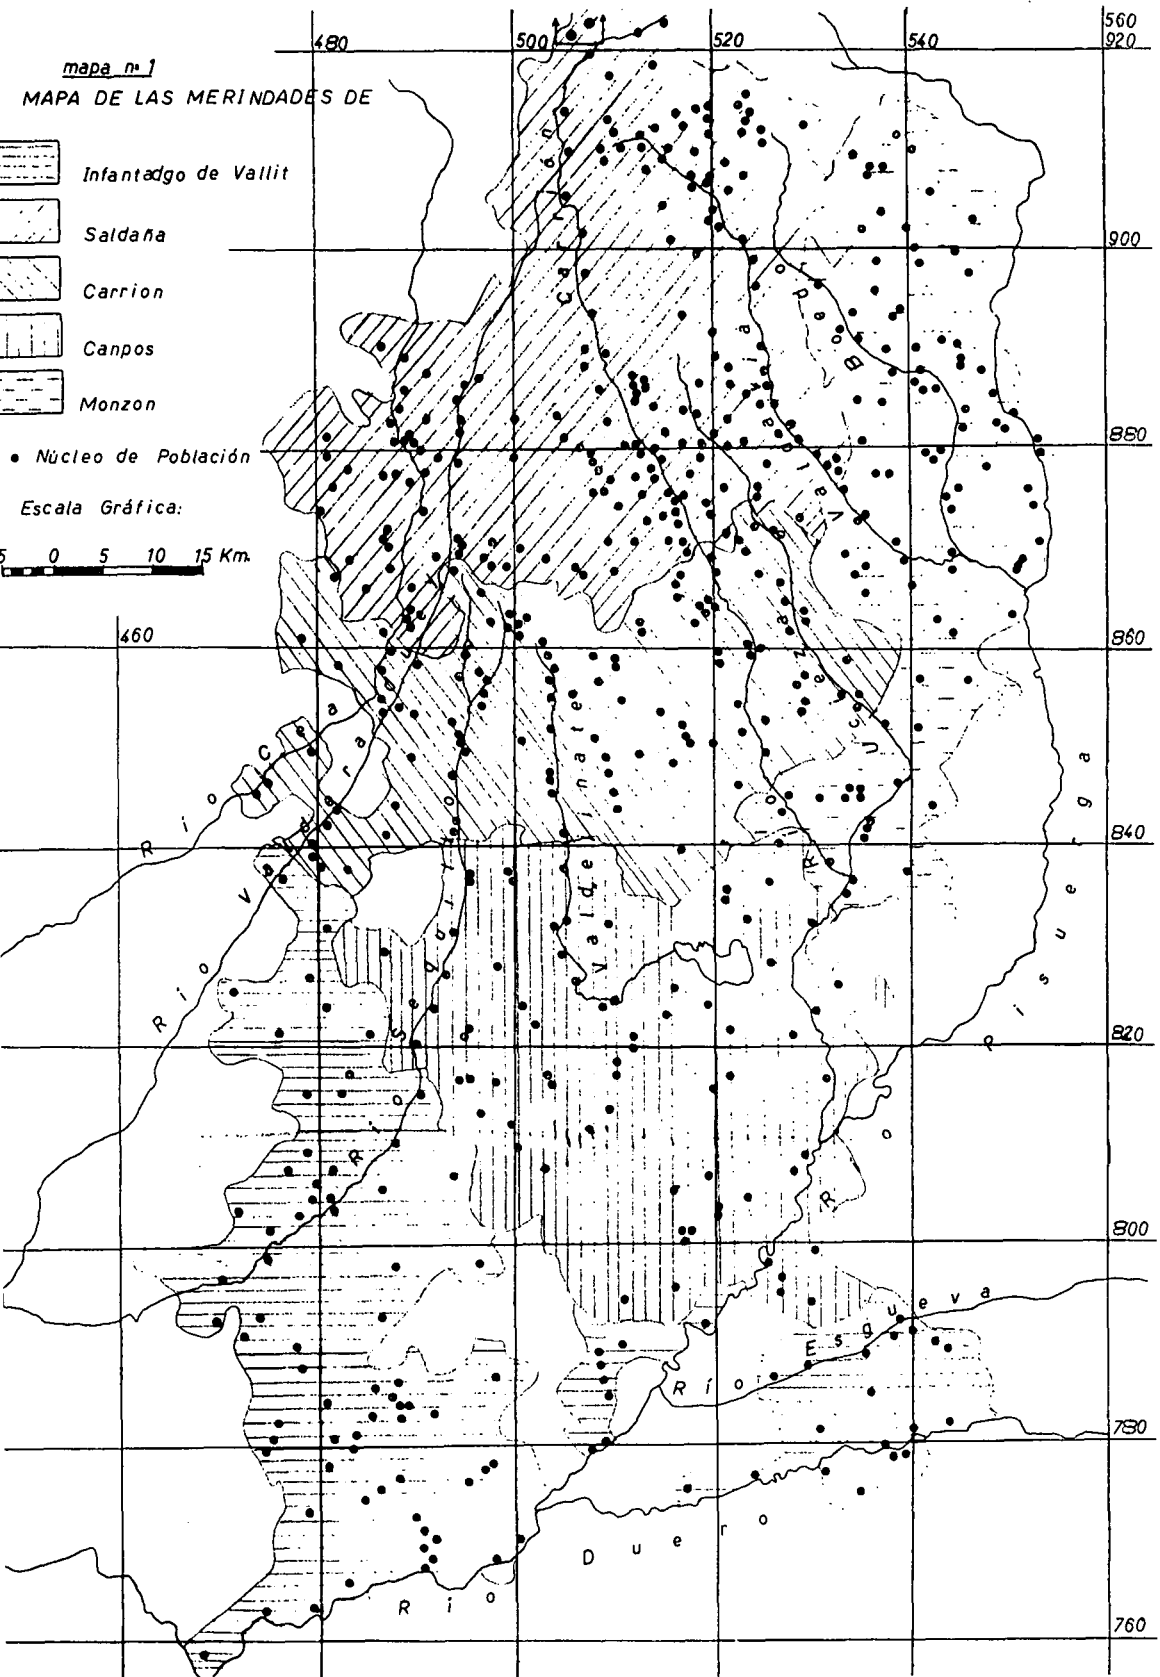 480
500
520
540
560
920
mapa nº 1
MAPA DE LAS MERINDADES DE
Infantadgo de Vallit
Saldaña
Carrion
Canpos
Monzon
Núcleo de Población
Escala Gráfica:
5 0 5 10 15 Km.
900
880
460
860
840
820
800
780
760
Carrión
Boedo
Valdavia
Ucieza
Río Cea
Río Valdera
Río Sequillo
Valdeginate
Río Pisuerga
Río Esgueva
Río Duero